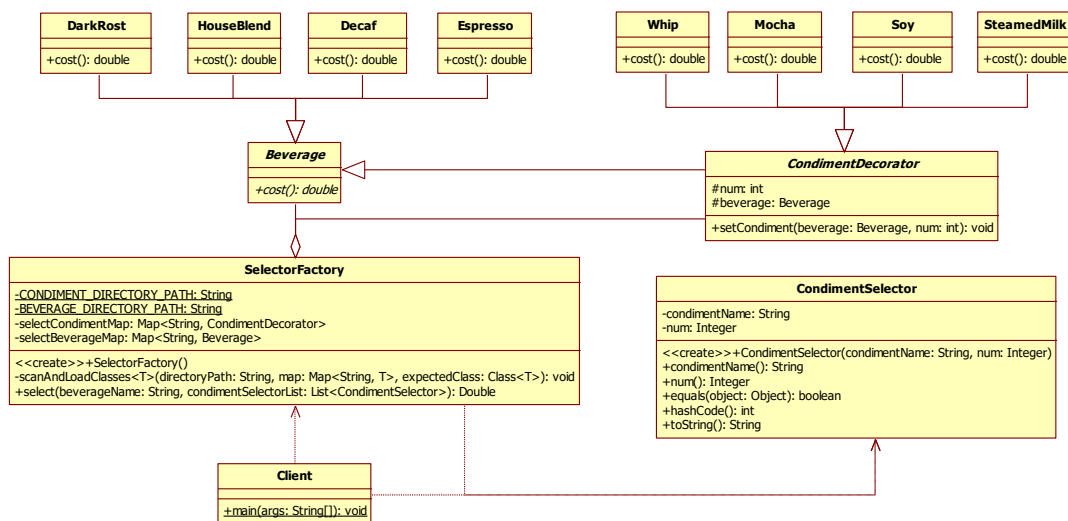 DarkRost
+cost(): double
HouseBlend
+cost(): double
Decaf
+cost(): double
Espresso
+cost(): double
Whip
+cost(): double
Mocha
+cost(): double
Soy
+cost(): double
SteamedMilk
+cost(): double
Beverage
+cost(): double
CondimentDecorator
#num: int
#beverage: Beverage
+setCondiment(beverage: Beverage, num: int): void
SelectorFactory
-CONDIMENT_DIRECTORY_PATH: String
-BEVERAGE_DIRECTORY_PATH: String
-selectCondimentMap: Map<String, CondimentDecorator>
-selectBeverageMap: Map<String, Beverage>
<<create>>+SelectorFactory()
-scanAndLoadClasses<T>(directoryPath: String, map: Map<String, T>, expectedClass: Class<T>): void
+select(beverageName: String, condimentSelectorList: List<CondimentSelector>): Double
CondimentSelector
-condimentName: String
-num: Integer
<<create>>+CondimentSelector(condimentName: String, num: Integer)
+condimentName(): String
+num(): Integer
+equals(object: Object): boolean
+hashCode(): int
+toString(): String
Client
+main(args: String[]): void